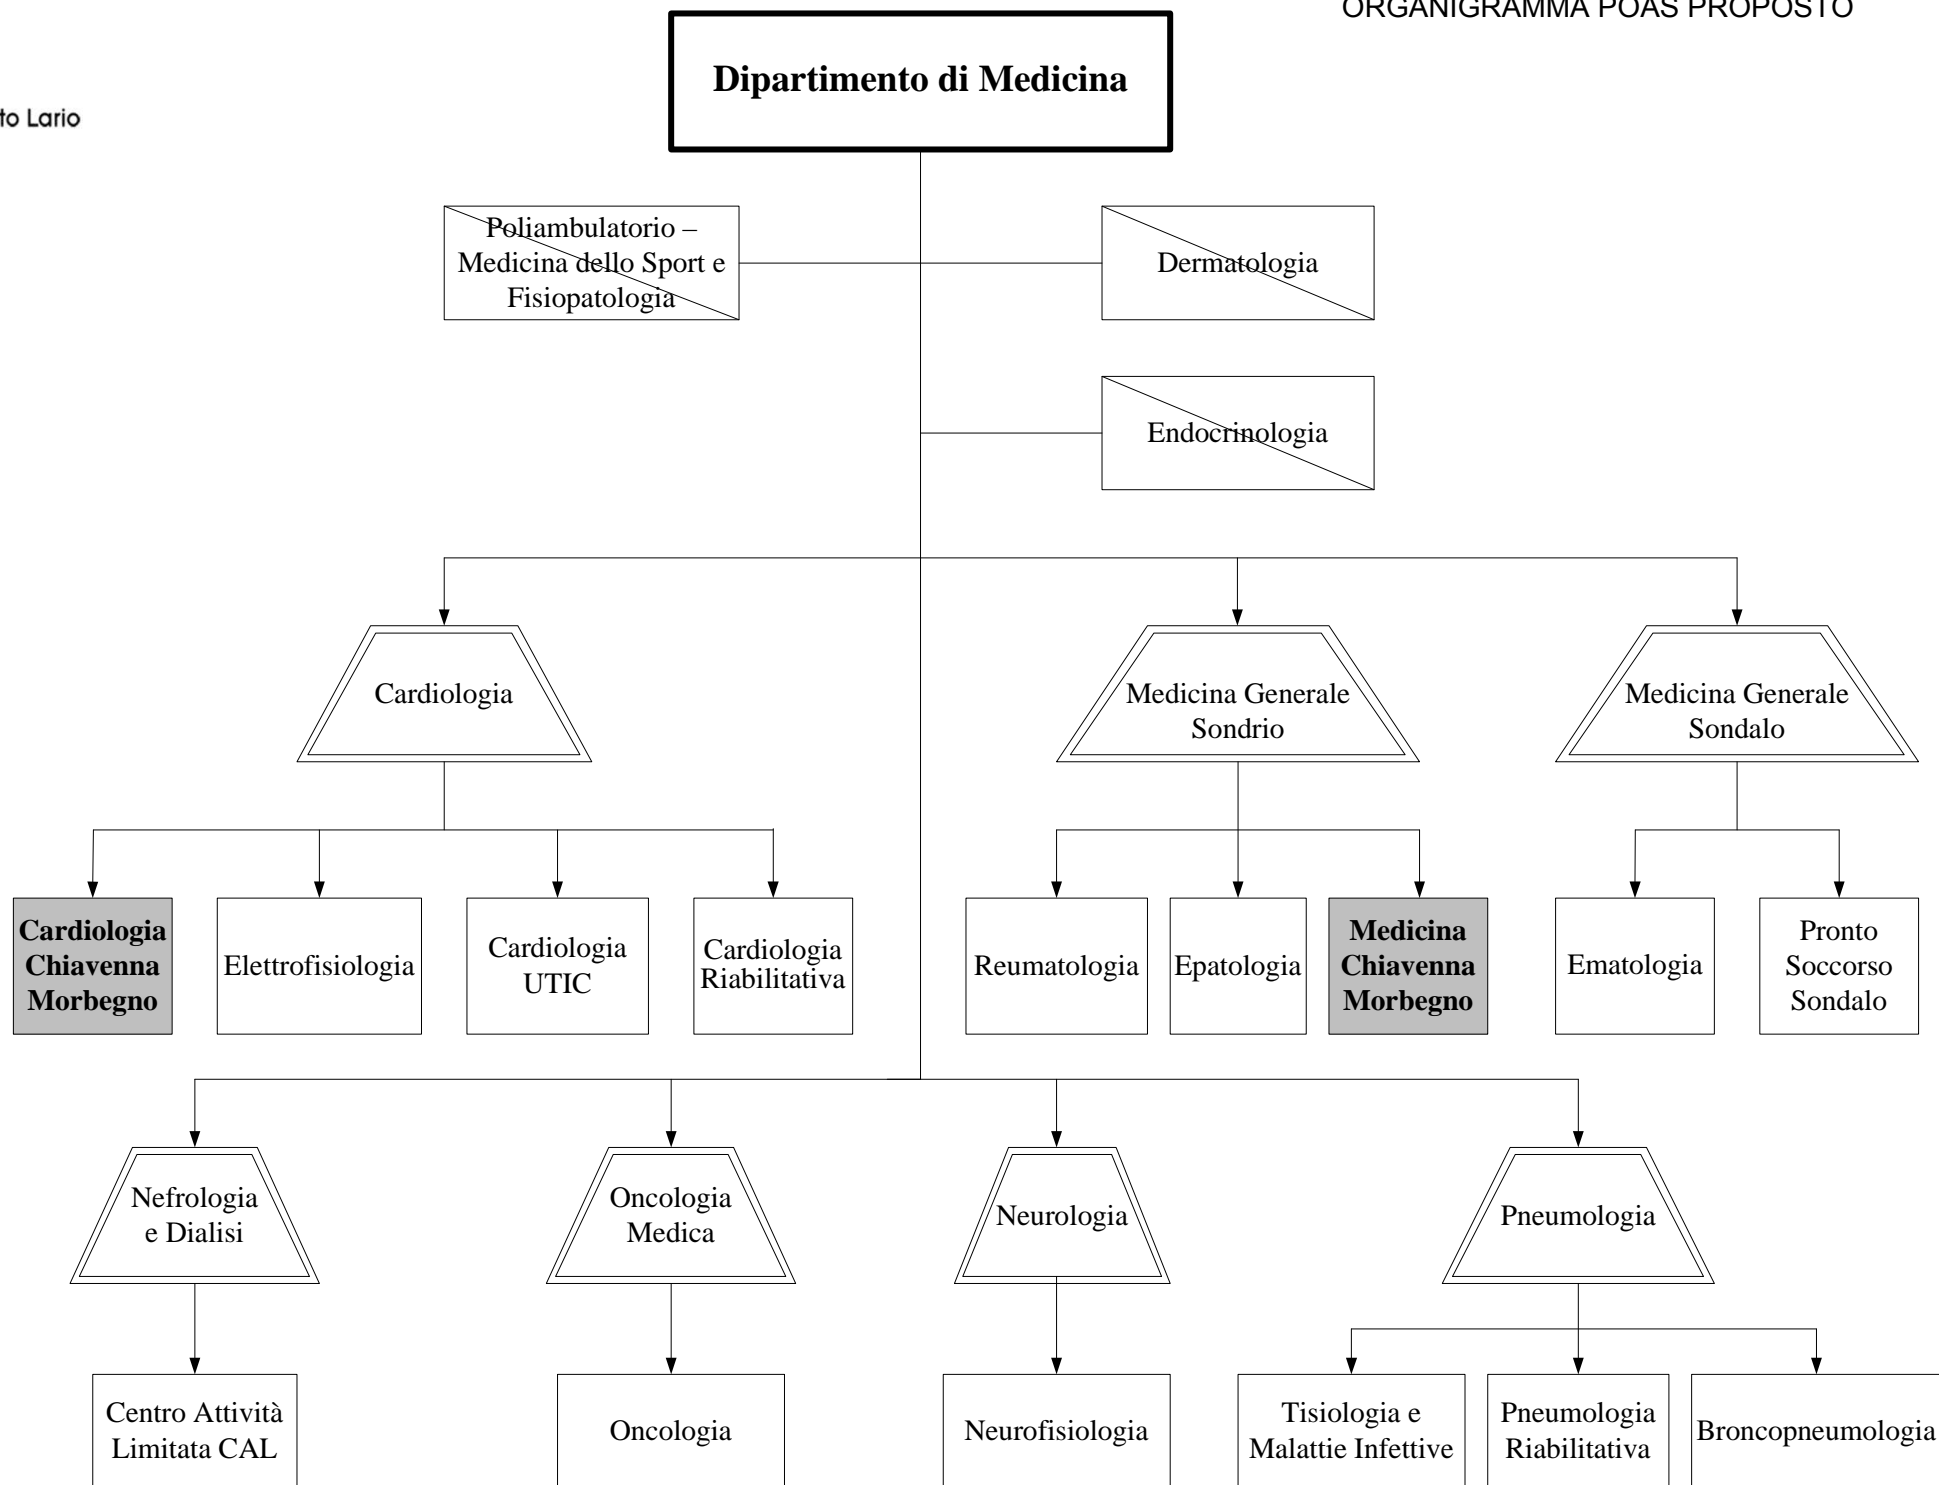 ORGANIGRAMMA POAS PROPOSTO
Dipartimento di Medicina
to Lario
Poliambulatorio –
Medicina dello Sport e
Fisiopatologia
Dermatologia
Endocrinologia
Cardiologia
Medicina Generale
Sondrio
Medicina Generale
Sondalo
Cardiologia
Chiavenna
Morbegno
Elettrofisiologia
Cardiologia
UTIC
Cardiologia
Riabilitativa
Reumatologia
Epatologia
Medicina
Chiavenna
Morbegno
Ematologia
Pronto
Soccorso
Sondalo
Nefrologia
e Dialisi
Oncologia
Medica
Neurologia
Pneumologia
Centro Attività
Limitata CAL
Oncologia
Neurofisiologia
Tisiologia e
Malattie Infettive
Pneumologia
Riabilitativa
Broncopneumologia